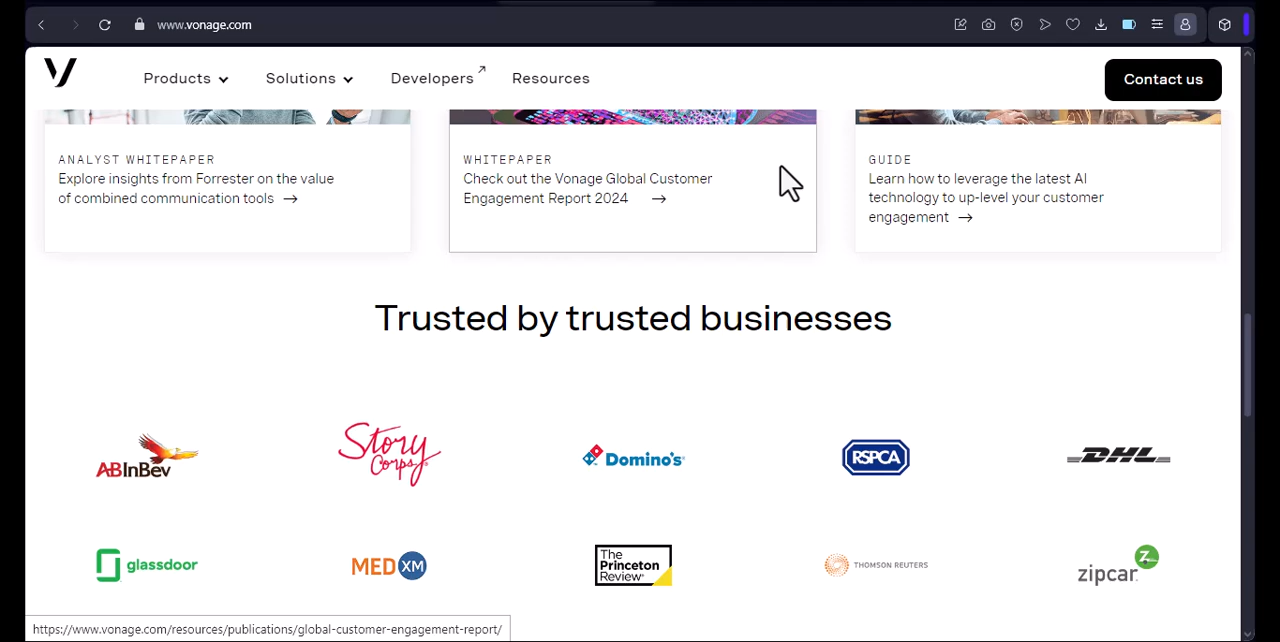 www.vonage.com
Products
Solutions
Developers
Resources
Contact us
ANALYST WHITEPAPER
Explore insights from Forrester on the value
of combined communication tools →
WHITEPAPER
Check out the Vonage Global Customer
Engagement Report 2024 →
GUIDE
Learn how to leverage the latest AI
technology to up-level your customer
engagement →
Trusted by trusted businesses
ABInBev
Story
Corps®
Domino's®
RSPCA
DHL
glassdoor
MED XM
The
Princeton
Review®
THOMSON REUTERS
Z
zipcar.
https://www.vonage.com/resources/publications/global-customer-engagement-report/